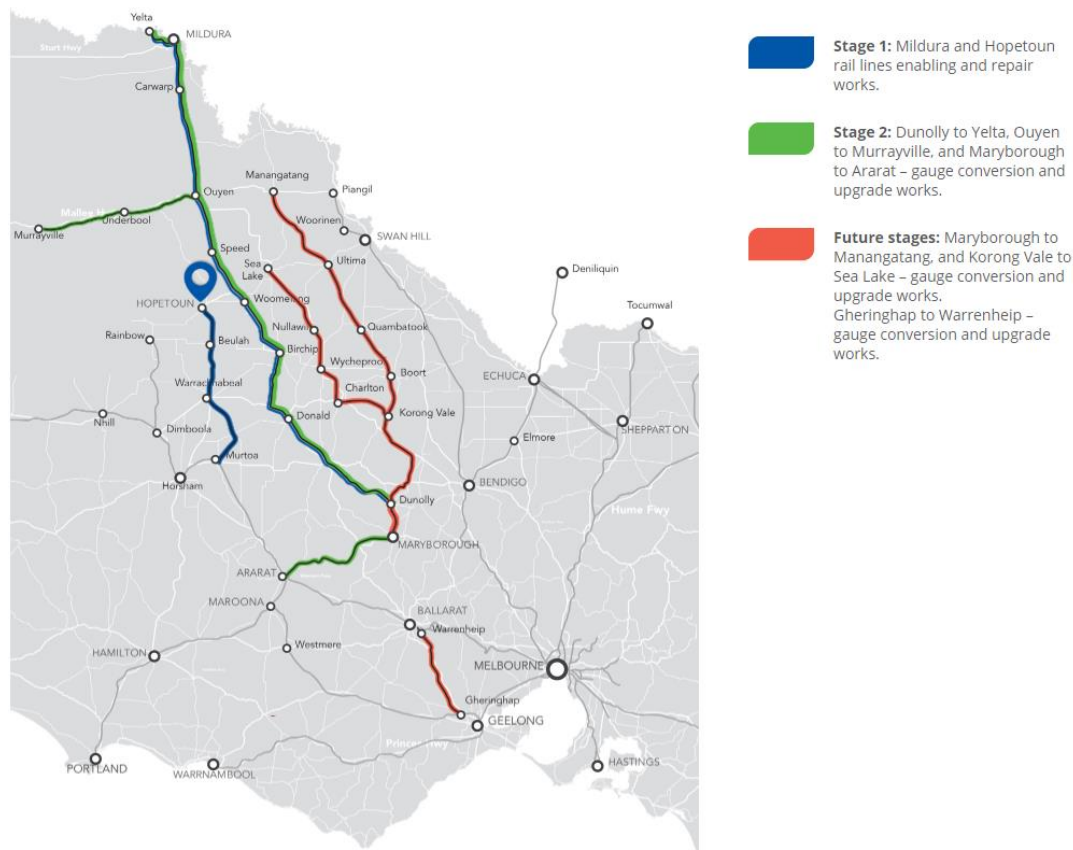 Yelta
MILDURA
Sturt Hwy
Carwarp
Manangatang
Piangil
Ouyen
Mallee H
Underbool
Woorinen
Murrayville
SWAN HILL
Speed
Sea
Lake
Ultima
Deniliquin
HOPETOUN
Woomelang
Tocumwal
Nullawil
Quambatook
Rainbow
Beulah
Birchip
Wycheproof
Boort
ECHUCA
Warracknabeal
Charlton
Korong Vale
Nhill
Dimboola
Donald
Elmore
SHEPPARTON
Murtoa
Horsham
BENDIGO
Dunolly
Hume Fwy
MARYBOROUGH
ARARAT
MAROONA
BALLARAT
Warrenheip
Westmere
HAMILTON
MELBOURNE
Gheringhap
GEELONG
Princes Hwy
PORTLAND
WARRNAMBOOL
HASTINGS
Stage 1: Mildura and Hopetoun
rail lines enabling and repair
works.
Stage 2: Dunolly to Yelta, Ouyen
to Murrayville, and Maryborough
to Ararat – gauge conversion and
upgrade works.
Future stages: Maryborough to
Manangatang, and Korong Vale to
Sea Lake – gauge conversion and
upgrade works.
Gheringhap to Warrenheip –
gauge conversion and upgrade
works.